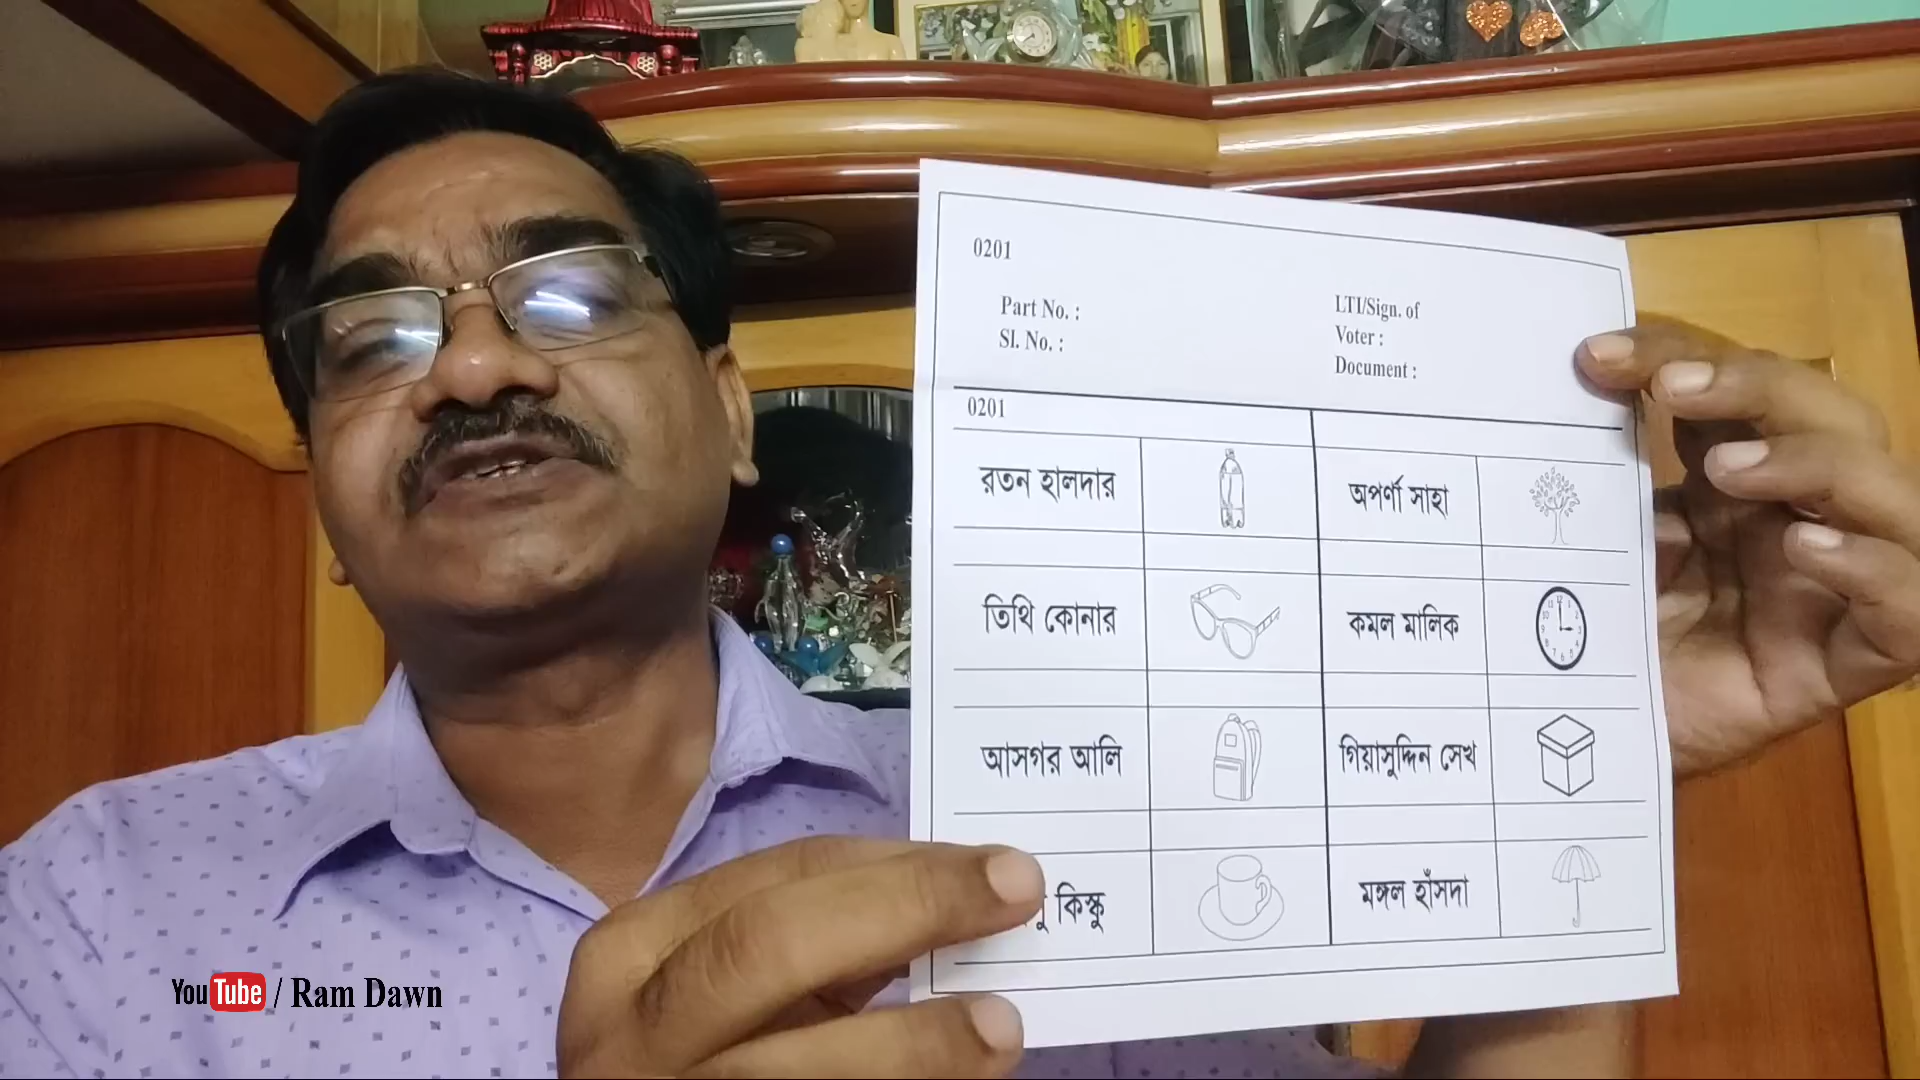 0201
Part No. :
Sl. No. :
LTI/Sign. of
Voter :
Document :
0201
রতন হালদার
অপর্ণা সাহা
তিথি কোনার
কমল মালিক
আসগর আলি
গিয়াসুদ্দিন সেখ
কিস্কু
মঙ্গল হাঁসদা
YouTube / Ram Dawn